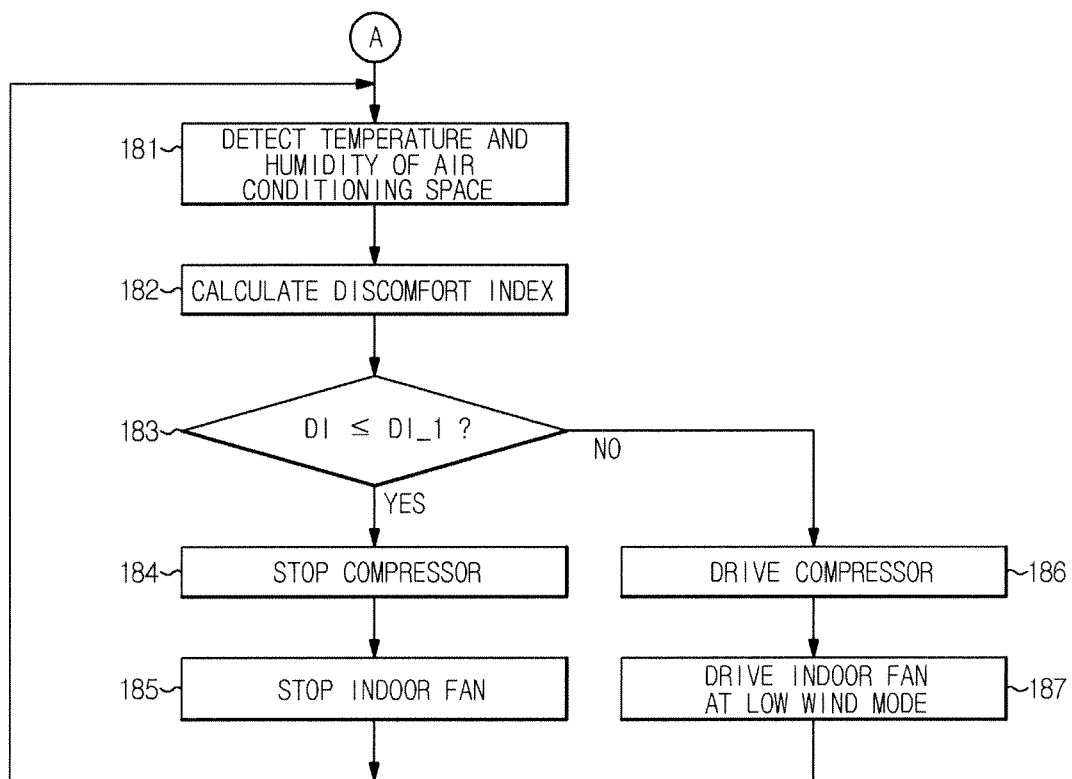 A
181
DETECT TEMPERATURE AND
HUMIDITY OF AIR
CONDITIONING SPACE
182
CALCULATE DISCOMFORT INDEX
183
DI ≤ DI_1 ?
NO
YES
184
STOP COMPRESSOR
DRIVE COMPRESSOR
186
185
STOP INDOOR FAN
DRIVE INDOOR FAN
AT LOW WIND MODE
187